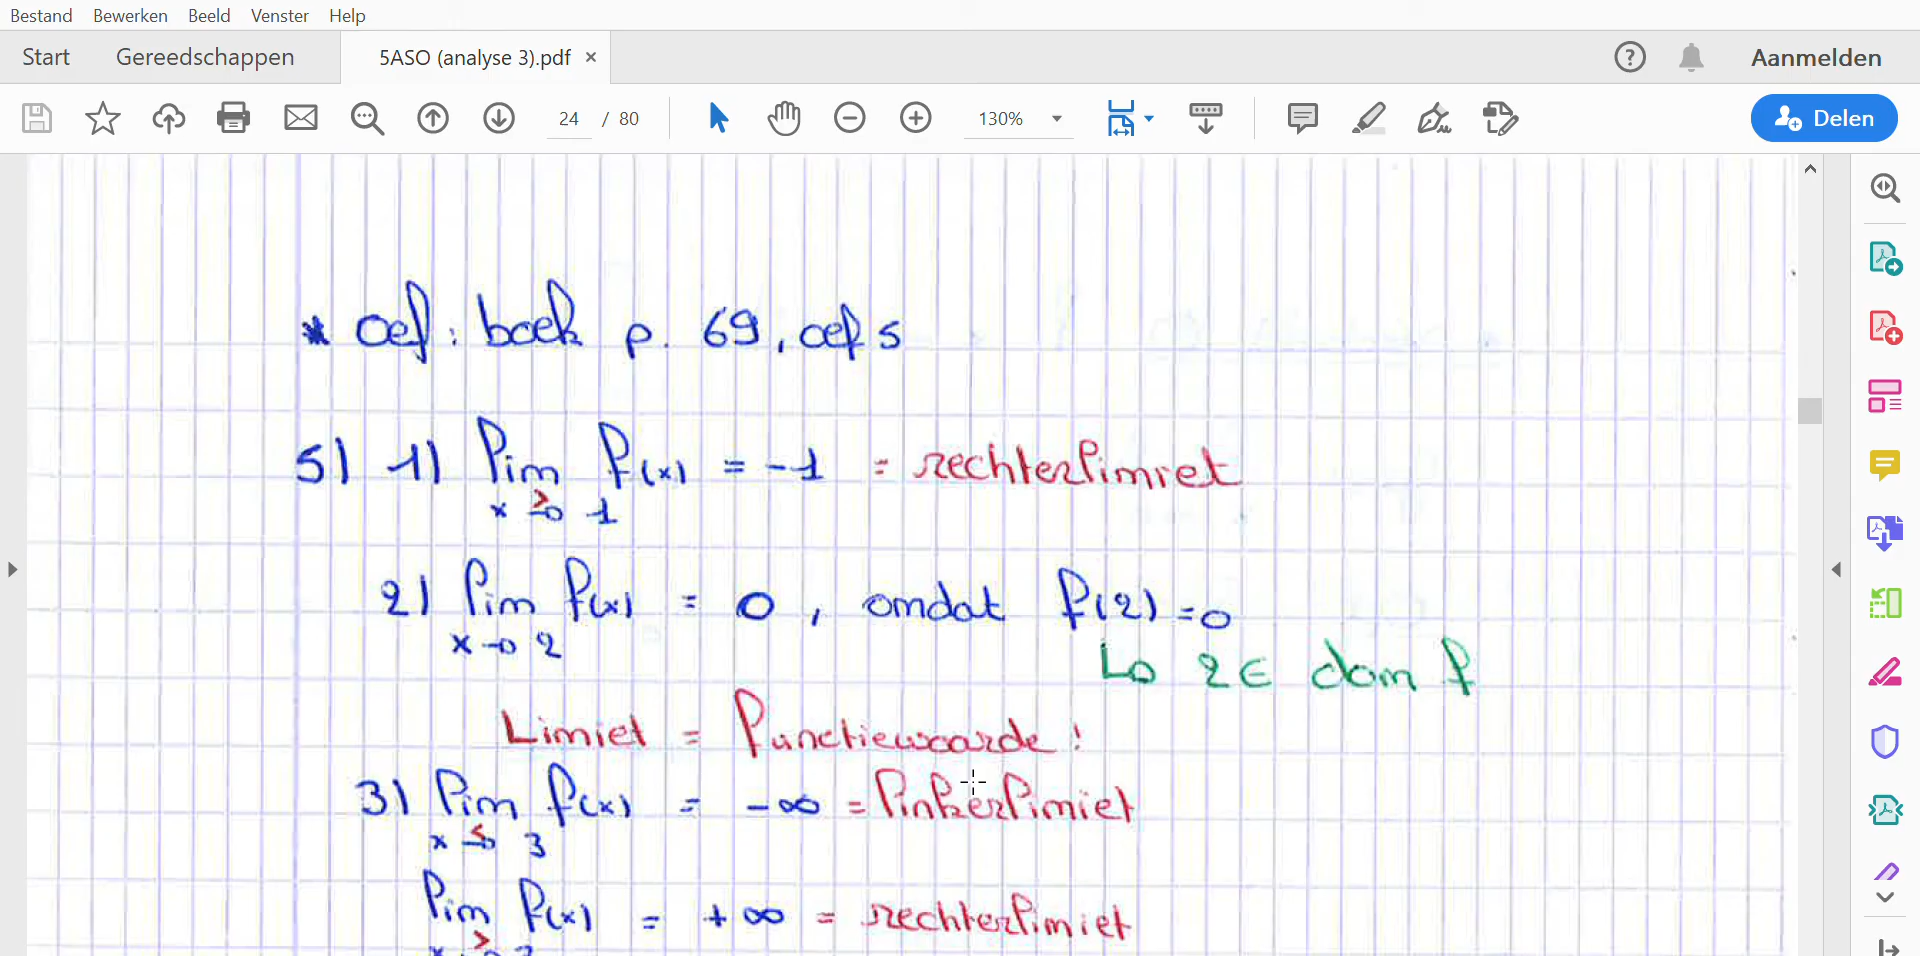 Bestand Bewerken Beeld Venster Help
Start Gereedschappen 5ASO (analyse 3).pdf × ? Aanmelden
24 / 80 130% Delen
* oef: boek p. 69, oef 5
5) 1) lim f(x) = -1 = rechterlimiet
x > → 1
2) lim f(x) = 0, omdat f(2) = 0
x → 2 ↳ 2 ∈ dom f
Limiet = functiewaarde!
3) lim f(x) = -∞ = linkerlimiet
x < → 3
lim f(x) = +∞ = rechterlimiet